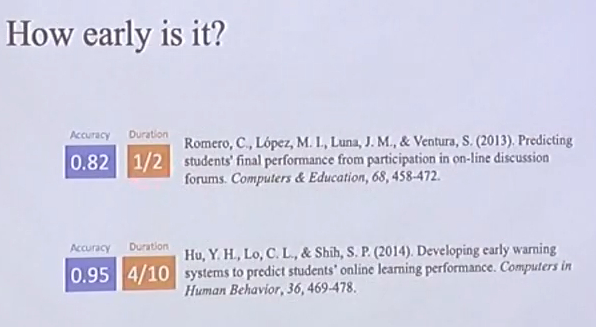 How early is it?
Accuracy Duration
0.82 1/2
Romero, C., López, M. I., Luna, J. M., & Ventura, S. (2013). Predicting
students' final performance from participation in on-line discussion
forums. Computers & Education, 68, 458-472.
Accuracy Duration
0.95 4/10
Hu, Y. H., Lo, C. L., & Shih, S. P. (2014). Developing early warning
systems to predict students' online learning performance. Computers in
Human Behavior, 36, 469-478.